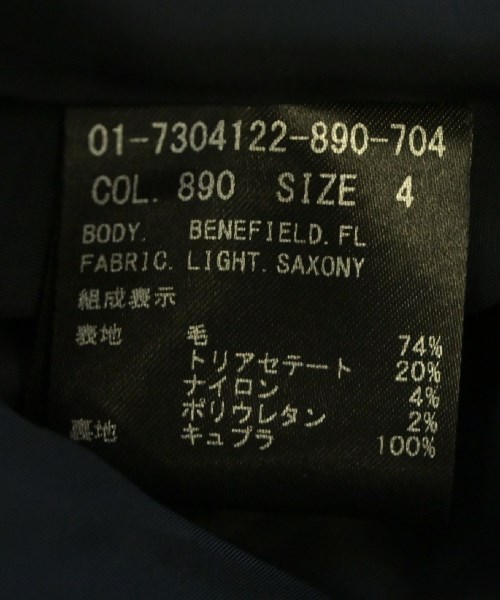 01-7304122-890-704
COL. 890 SIZE 4
BODY. BENEFIELD.FL
FABRIC. LIGHT.SAXONY
組成表示
表地 毛 74%
トリアセテート 20%
ナイロン 4%
ポリウレタン 2%
裏地 キュプラ 100%